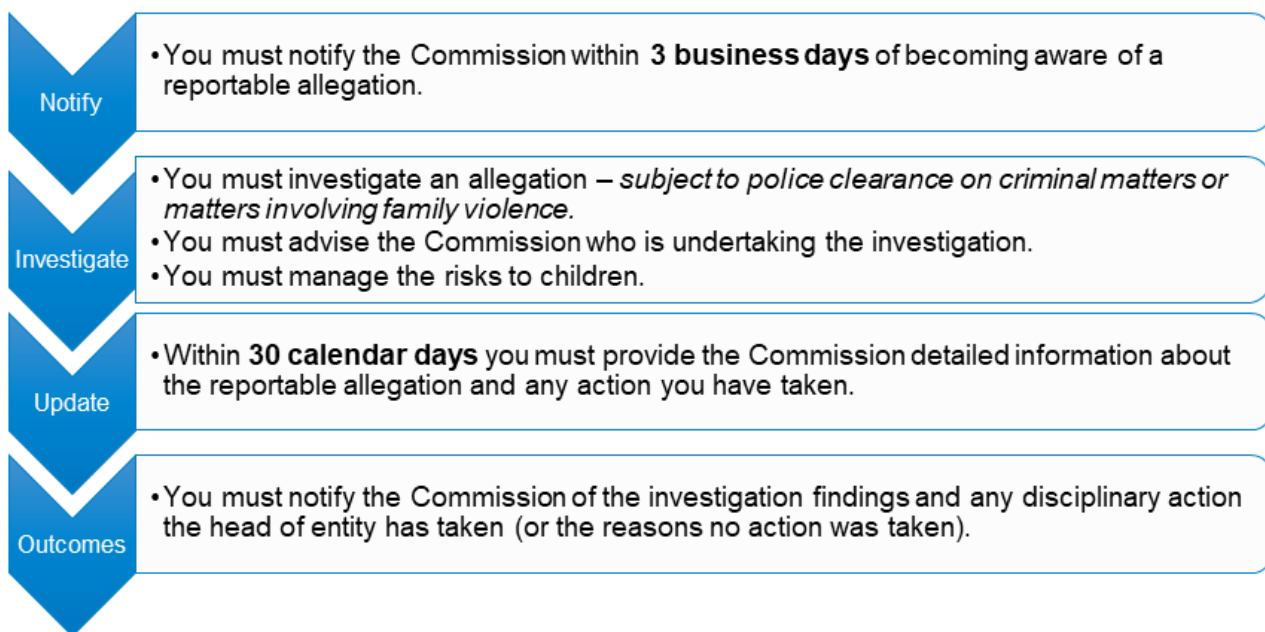 Notify
•You must notify the Commission within 3 business days of becoming aware of a
reportable allegation.
Investigate
•You must investigate an allegation – subject to police clearance on criminal matters or
matters involving family violence.
•You must advise the Commission who is undertaking the investigation.
•You must manage the risks to children.
Update
•Within 30 calendar days you must provide the Commission detailed information about
the reportable allegation and any action you have taken.
Outcomes
•You must notify the Commission of the investigation findings and any disciplinary action
the head of entity has taken (or the reasons no action was taken).